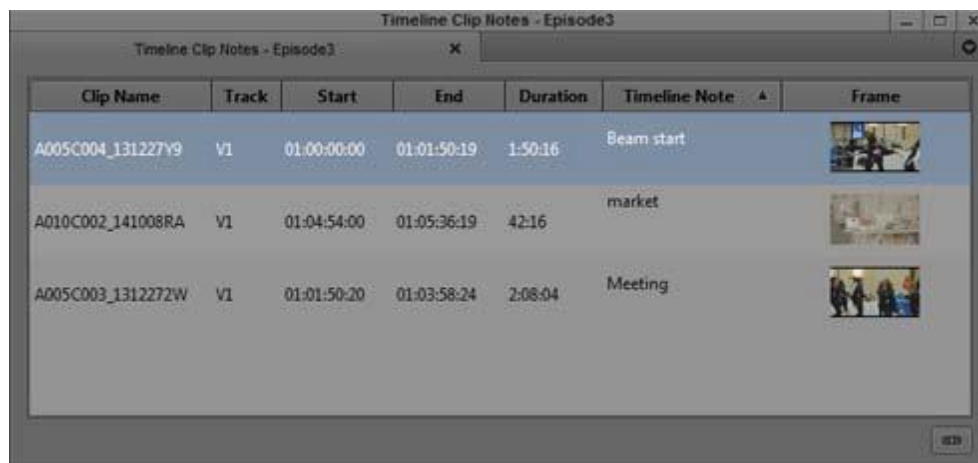 Timeline Clip Notes - Episode3
Timeline Clip Notes - Episode3
Clip Name Track Start End Duration Timeline Note Frame
A005C004_131227Y9 V1 01:00:00:00 01:01:50:19 1:50:16 Beam start
A010C002_141008RA V1 01:04:54:00 01:05:36:19 42:16 market
A005C003_1312272W V1 01:01:50:20 01:03:58:24 2:08:04 Meeting